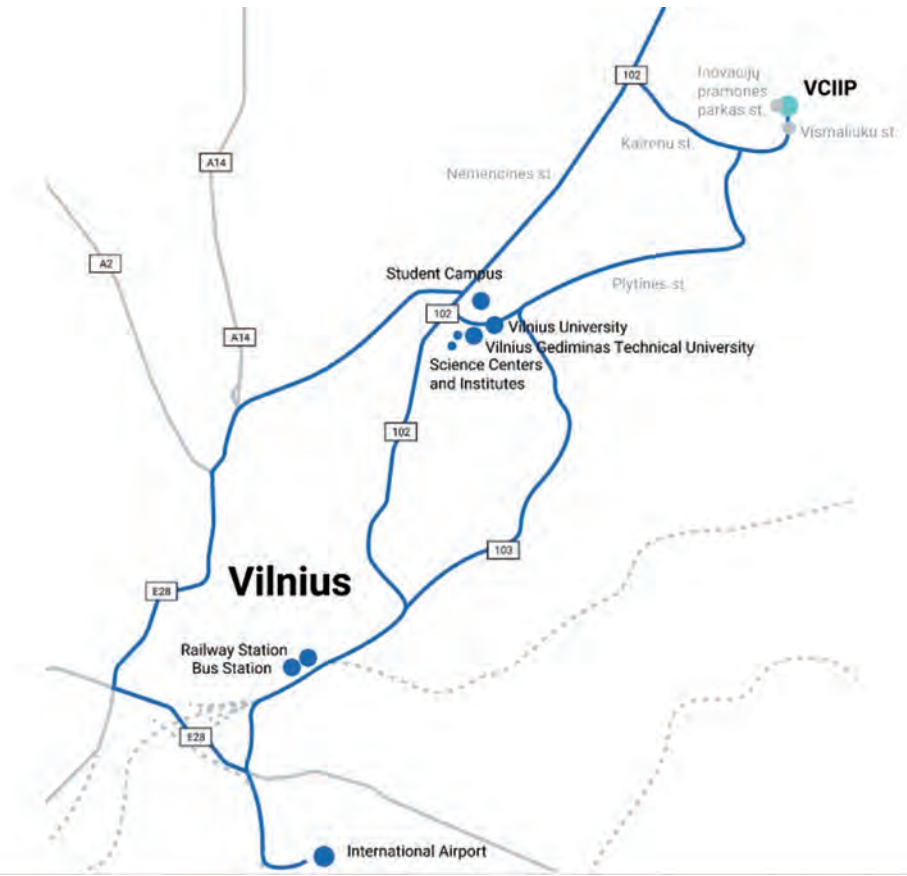 102
Inovacijų
pramonės
parkas st.
VCIIP
Vismaliuku st.
Kairenu st.
A14
Nemencines st.
A2
Student Campus
Plytines st.
102
Vilnius University
A14
Vilnius Gediminas Technical University
Science Centers
and Institutes
102
103
Vilnius
E28
Railway Station
Bus Station
E28
International Airport